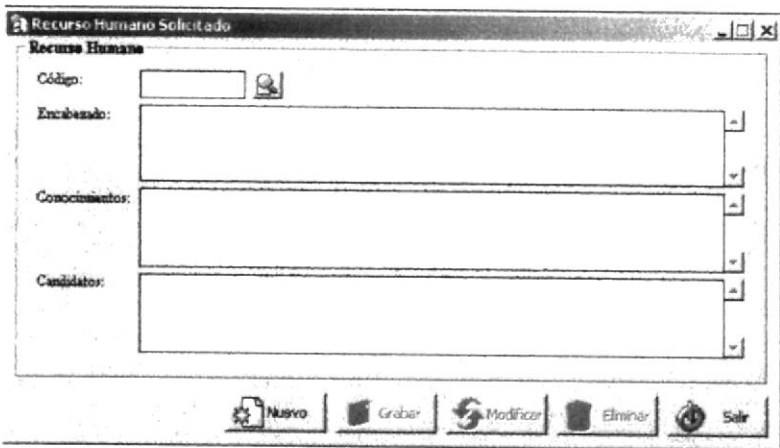 Recurso Humano Solicitado
Recurso Humano
Código:
Encabezado:
Conocimientos:
Candidatos:
Nuevo Grabar Modificar Eliminar Salir